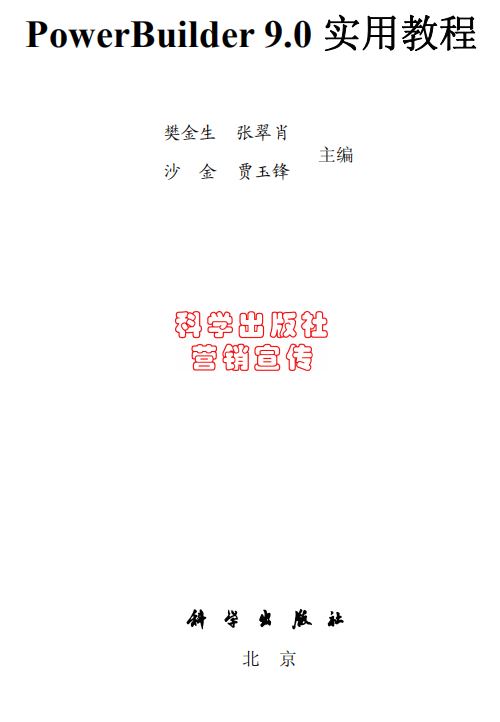 PowerBuilder 9.0 实用教程
樊金生 张翠肖
沙 金 贾玉锋
主编
科学出版社
营销宣传
科学出版社
北 京